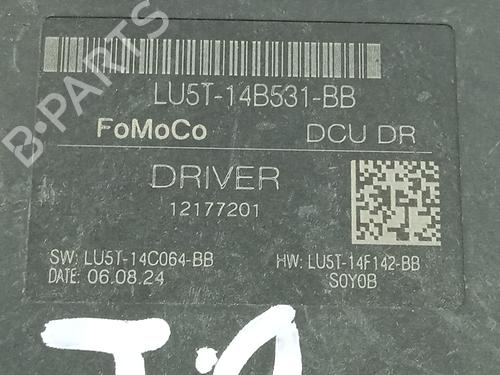 LU5T-14B531-BB
FoMoCo DCU DR
DRIVER
12177201
SW: LU5T-14C064-BB HW: LU5T-14F142-BB
DATE: 06.08.24 S0Y0B
B-PARTS